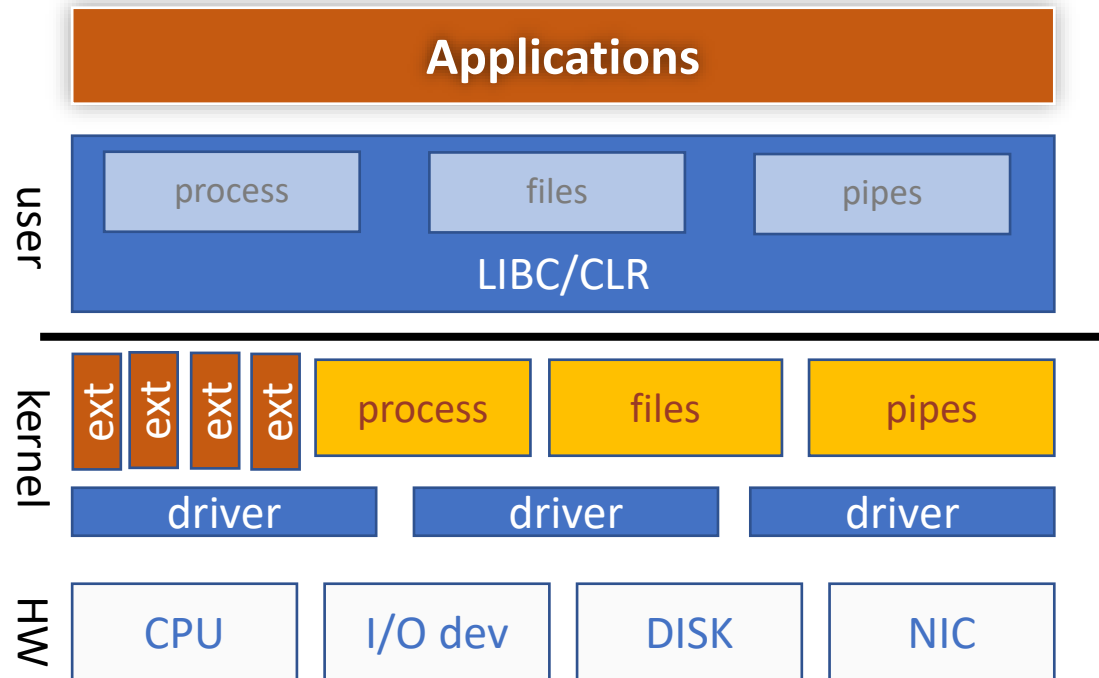 Applications
user
process
files
pipes
LIBC/CLR
kernel
ext
ext
ext
ext
process
files
pipes
driver
driver
driver
HW
CPU
I/O dev
DISK
NIC